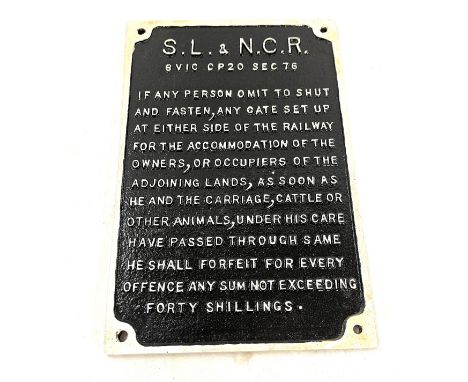 S.L. & N.C.R.
8 VIC CP20 SEC 76
IF ANY PERSON OMIT TO SHUT
AND FASTEN, ANY GATE SET UP
AT EITHER SIDE OF THE RAILWAY
FOR THE ACCOMMODATION OF THE
OWNERS, OR OCCUPIERS OF THE
ADJOINING LANDS, AS SOON AS
HE AND THE CARRIAGE, CATTLE OR
OTHER ANIMALS, UNDER HIS CARE
HAVE PASSED THROUGH SAME
HE SHALL FORFEIT FOR EVERY
OFFENCE ANY SUM NOT EXCEEDING
FORTY SHILLINGS.